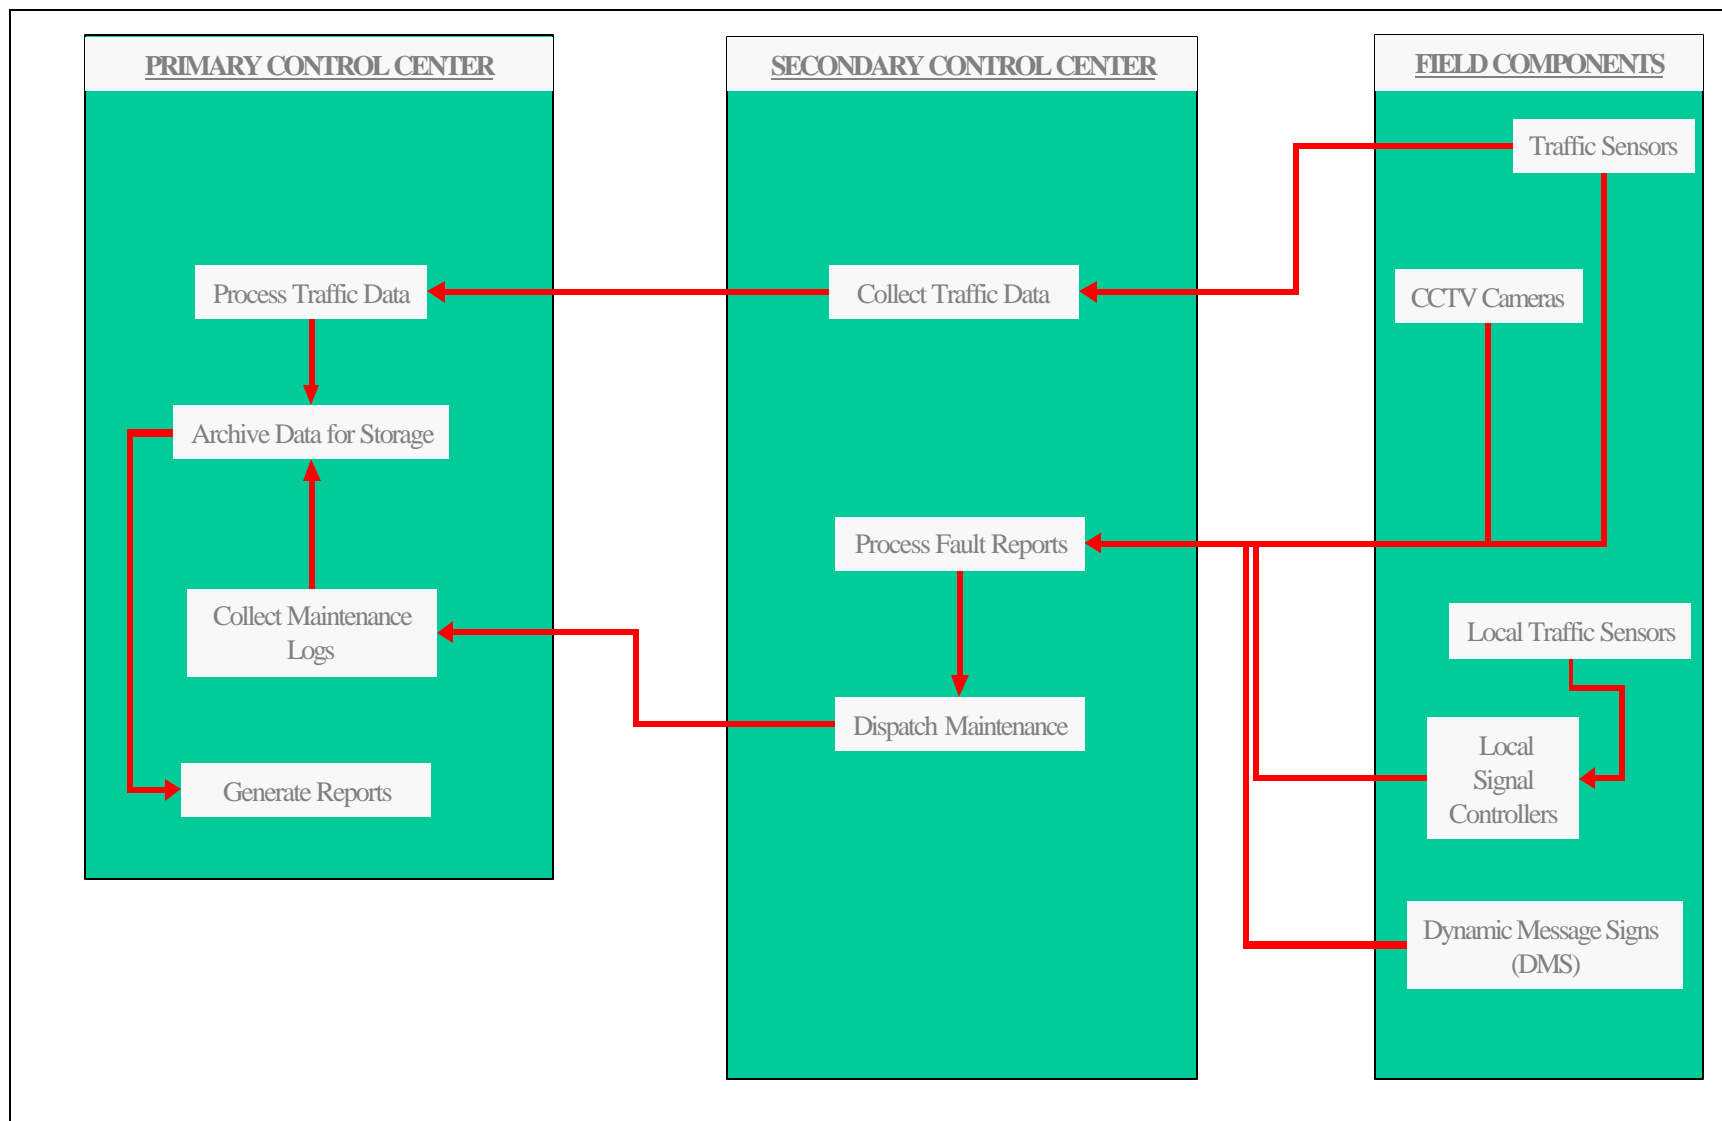 PRIMARY CONTROL CENTER
Process Traffic Data
Archive Data for Storage
Collect Maintenance
Logs
Generate Reports
SECONDARY CONTROL CENTER
Collect Traffic Data
Process Fault Reports
Dispatch Maintenance
FIELD COMPONENTS
Traffic Sensors
CCTV Cameras
Local Traffic Sensors
Local
Signal
Controllers
Dynamic Message Signs
(DMS)